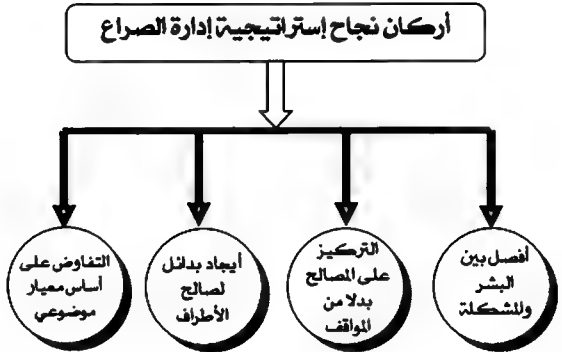 أركان نجاح إستراتيجية إدارة الصراع
أفصل بين
البشر
والمشكلة
التركيز
على المصالح
بدلا من
المواقف
أيجاد بدائل
لصالح
الأطراف
التفاوض على
أساس معيار
موضوعي